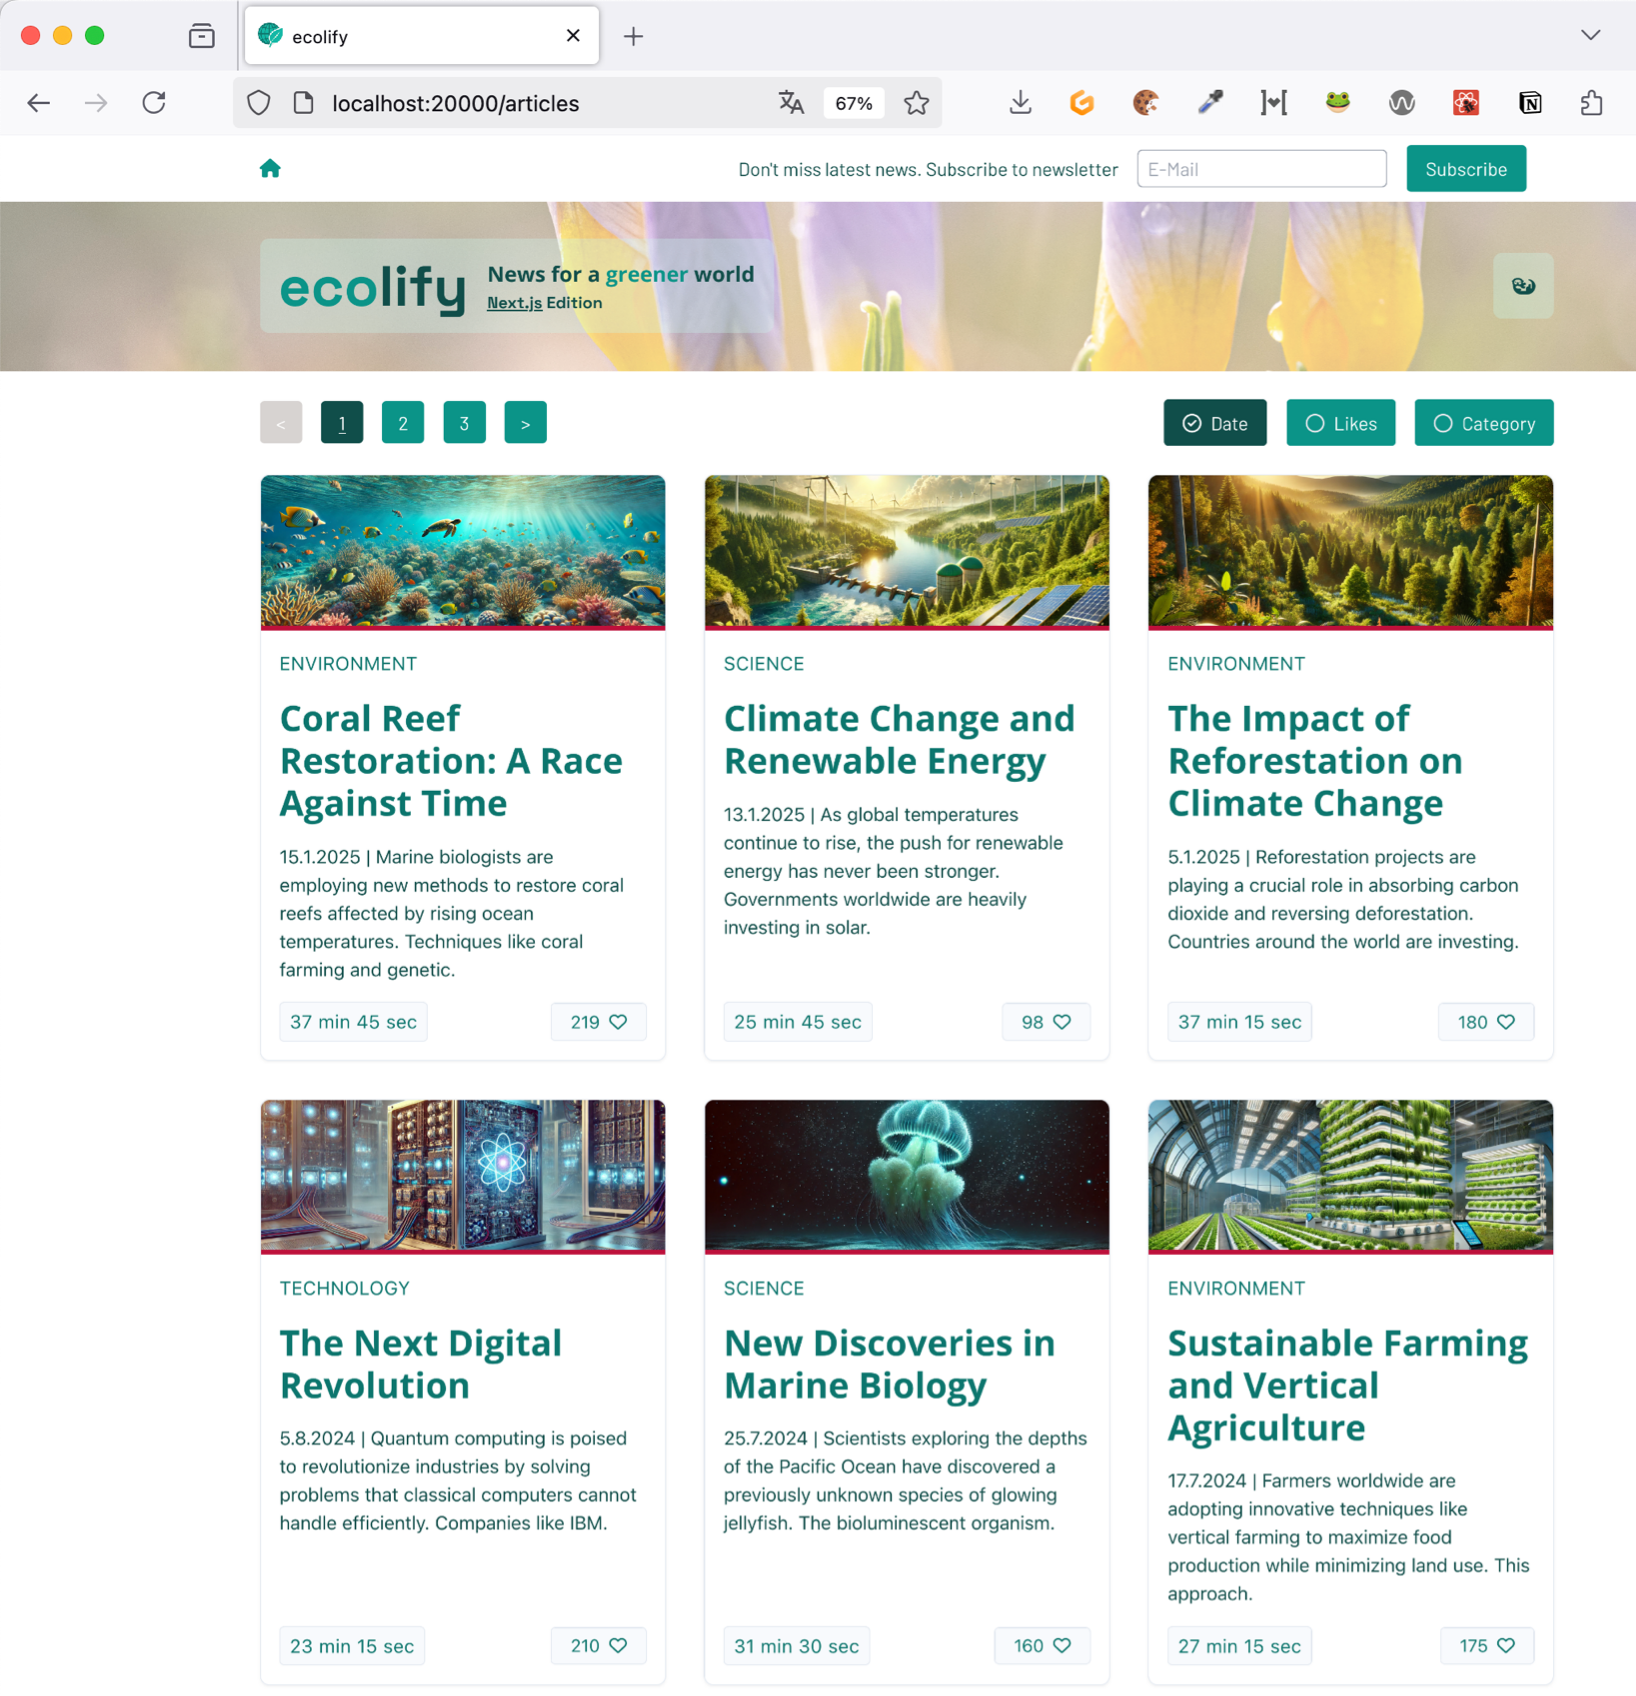 ecolify
localhost:20000/articles
67%
Don't miss latest news. Subscribe to newsletter
E-Mail
Subscribe
ecolify
News for a greener world
Next.js Edition
<
1
2
3
>
Date
Likes
Category
ENVIRONMENT
Coral Reef
Restoration: A Race
Against Time
15.1.2025 | Marine biologists are
employing new methods to restore coral
reefs affected by rising ocean
temperatures. Techniques like coral
farming and genetic.
37 min 45 sec
219
SCIENCE
Climate Change and
Renewable Energy
13.1.2025 | As global temperatures
continue to rise, the push for renewable
energy has never been stronger.
Governments worldwide are heavily
investing in solar.
25 min 45 sec
98
ENVIRONMENT
The Impact of
Reforestation on
Climate Change
5.1.2025 | Reforestation projects are
playing a crucial role in absorbing carbon
dioxide and reversing deforestation.
Countries around the world are investing.
37 min 15 sec
180
TECHNOLOGY
The Next Digital
Revolution
5.8.2024 | Quantum computing is poised
to revolutionize industries by solving
problems that classical computers cannot
handle efficiently. Companies like IBM.
23 min 15 sec
210
SCIENCE
New Discoveries in
Marine Biology
25.7.2024 | Scientists exploring the depths
of the Pacific Ocean have discovered a
previously unknown species of glowing
jellyfish. The bioluminescent organism.
31 min 30 sec
160
ENVIRONMENT
Sustainable Farming
and Vertical
Agriculture
17.7.2024 | Farmers worldwide are
adopting innovative techniques like
vertical farming to maximize food
production while minimizing land use. This
approach.
27 min 15 sec
175